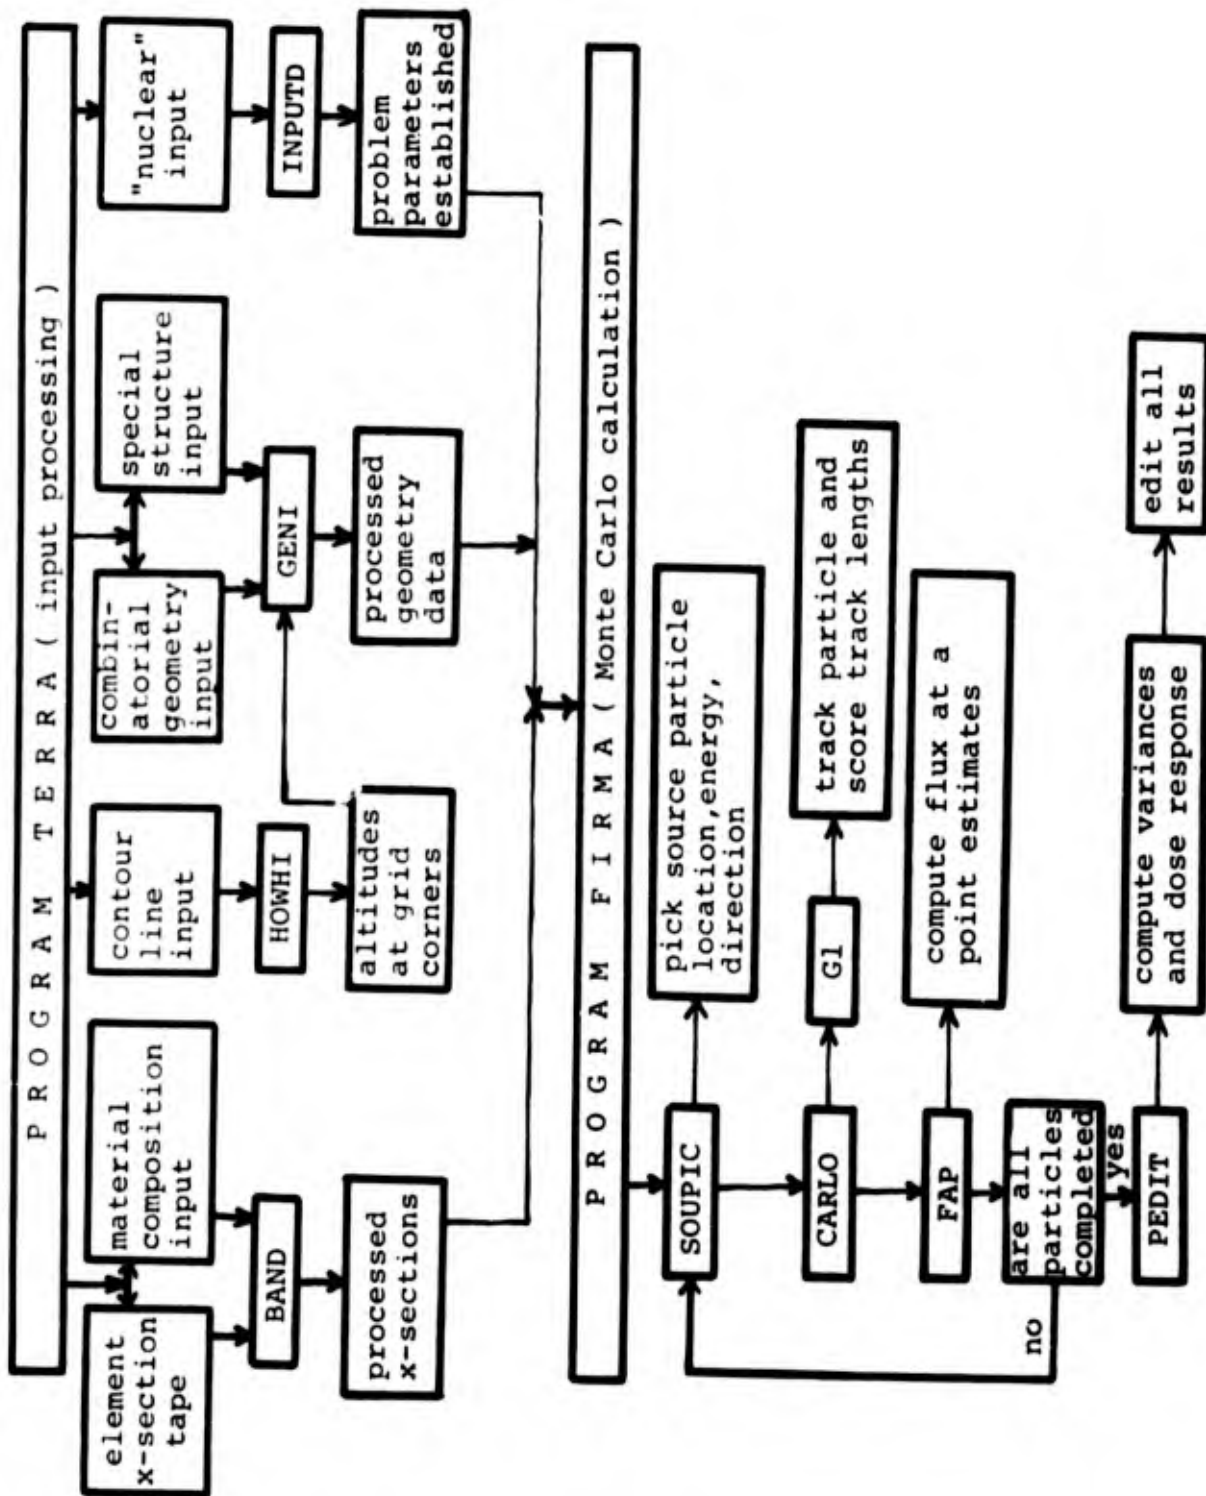 P R O G R A M   T E R R A ( input processing )
element
x-section
tape
material
composition
input
contour
line
input
combin-
atorial
geometry
input
special
structure
input
"nuclear"
input
BAND
HOWHI
GENI
INPUTD
processed
x-sections
altitudes
at grid
corners
processed
geometry
data
problem
parameters
established
P R O G R A M   F I R M A ( Monte Carlo calculation )
SOUPIC
pick source particle
location,energy,
direction
CARLO
G1
track particle and
score track lengths
FAP
compute flux at a
point estimates
are all
particles
completed
no
yes
PEDIT
compute variances
and dose response
edit all
results